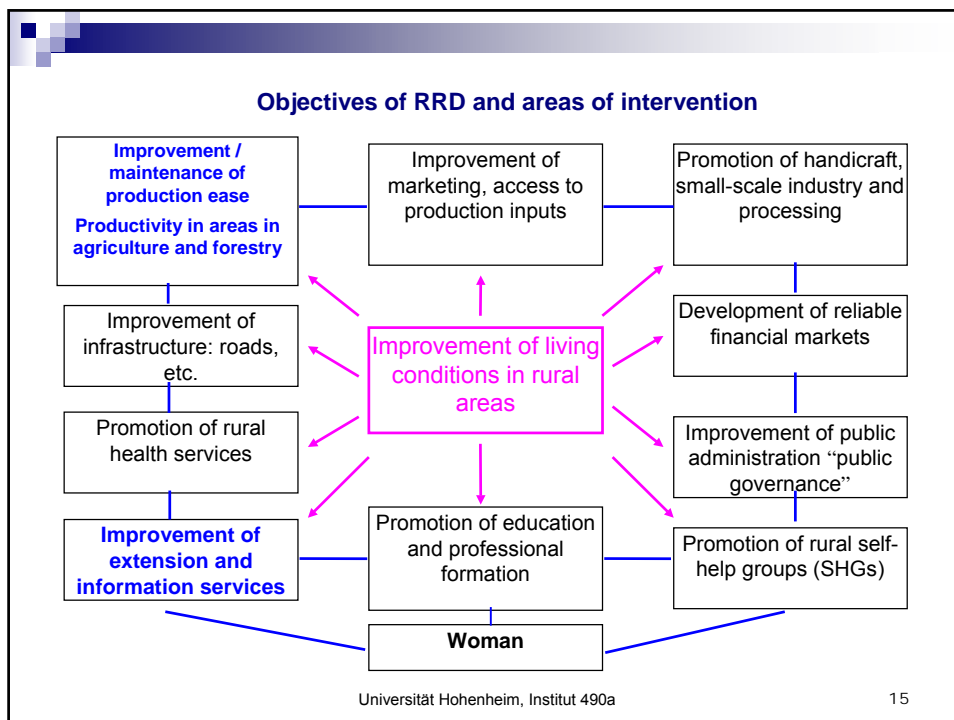 Objectives of RRD and areas of intervention
Improvement /
maintenance of
production ease
Productivity in areas in
agriculture and forestry
Improvement of
marketing, access to
production inputs
Promotion of handicraft,
small-scale industry and
processing
Improvement of
infrastructure: roads,
etc.
Improvement of living
conditions in rural
areas
Development of reliable
financial markets
Promotion of rural
health services
Improvement of public
administration “public
governance”
Improvement of
extension and
information services
Promotion of education
and professional
formation
Promotion of rural self-
help groups (SHGs)
Woman
Universität Hohenheim, Institut 490a
15